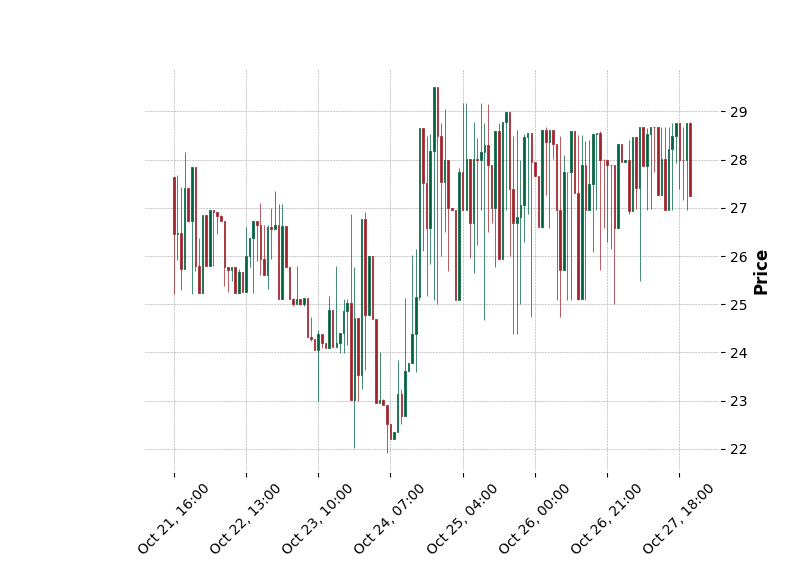 29
28
27
26
25
24
23
22
Price
Oct 21, 16:00
Oct 22, 13:00
Oct 23, 10:00
Oct 24, 07:00
Oct 25, 04:00
Oct 26, 00:00
Oct 26, 21:00
Oct 27, 18:00